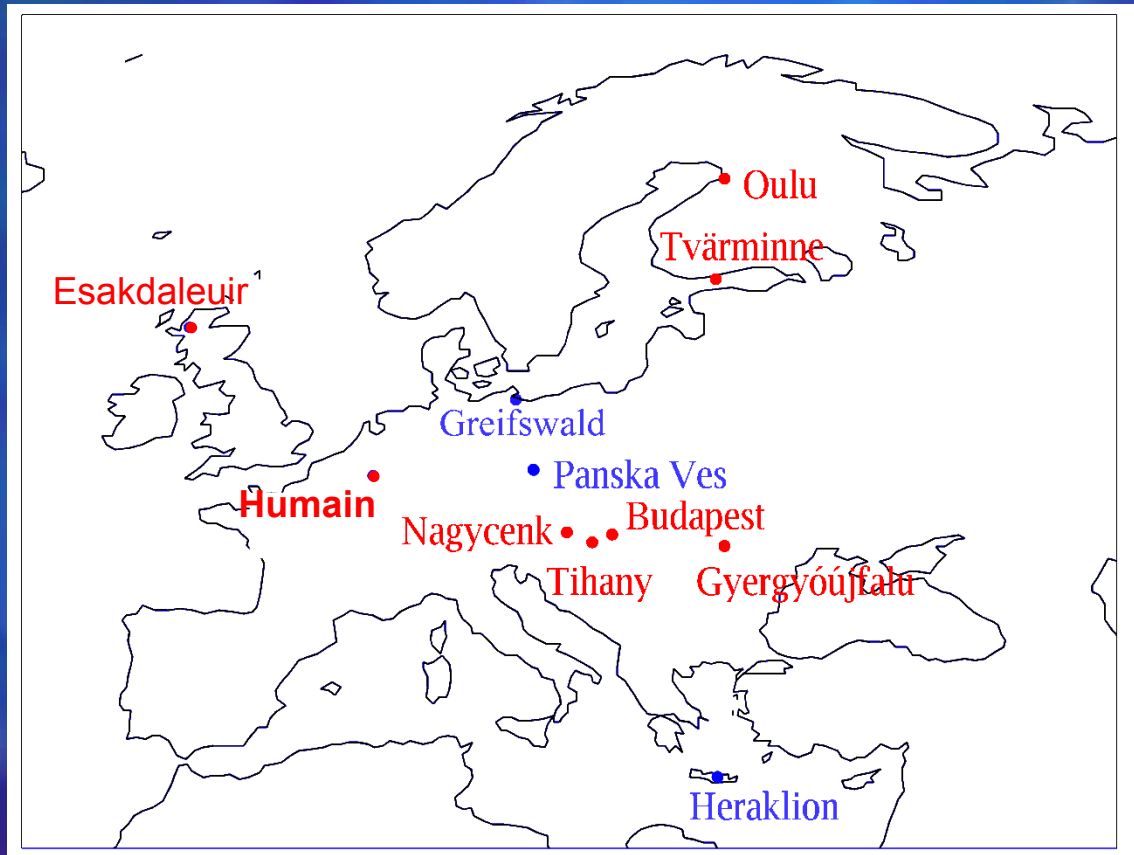 Oulu
Tvärminne
Esakdaleuir
Greifswald
Panska Ves
Humain
Budapest
Nagycenk
Tihany
Gyergyóújfalu
Heraklion